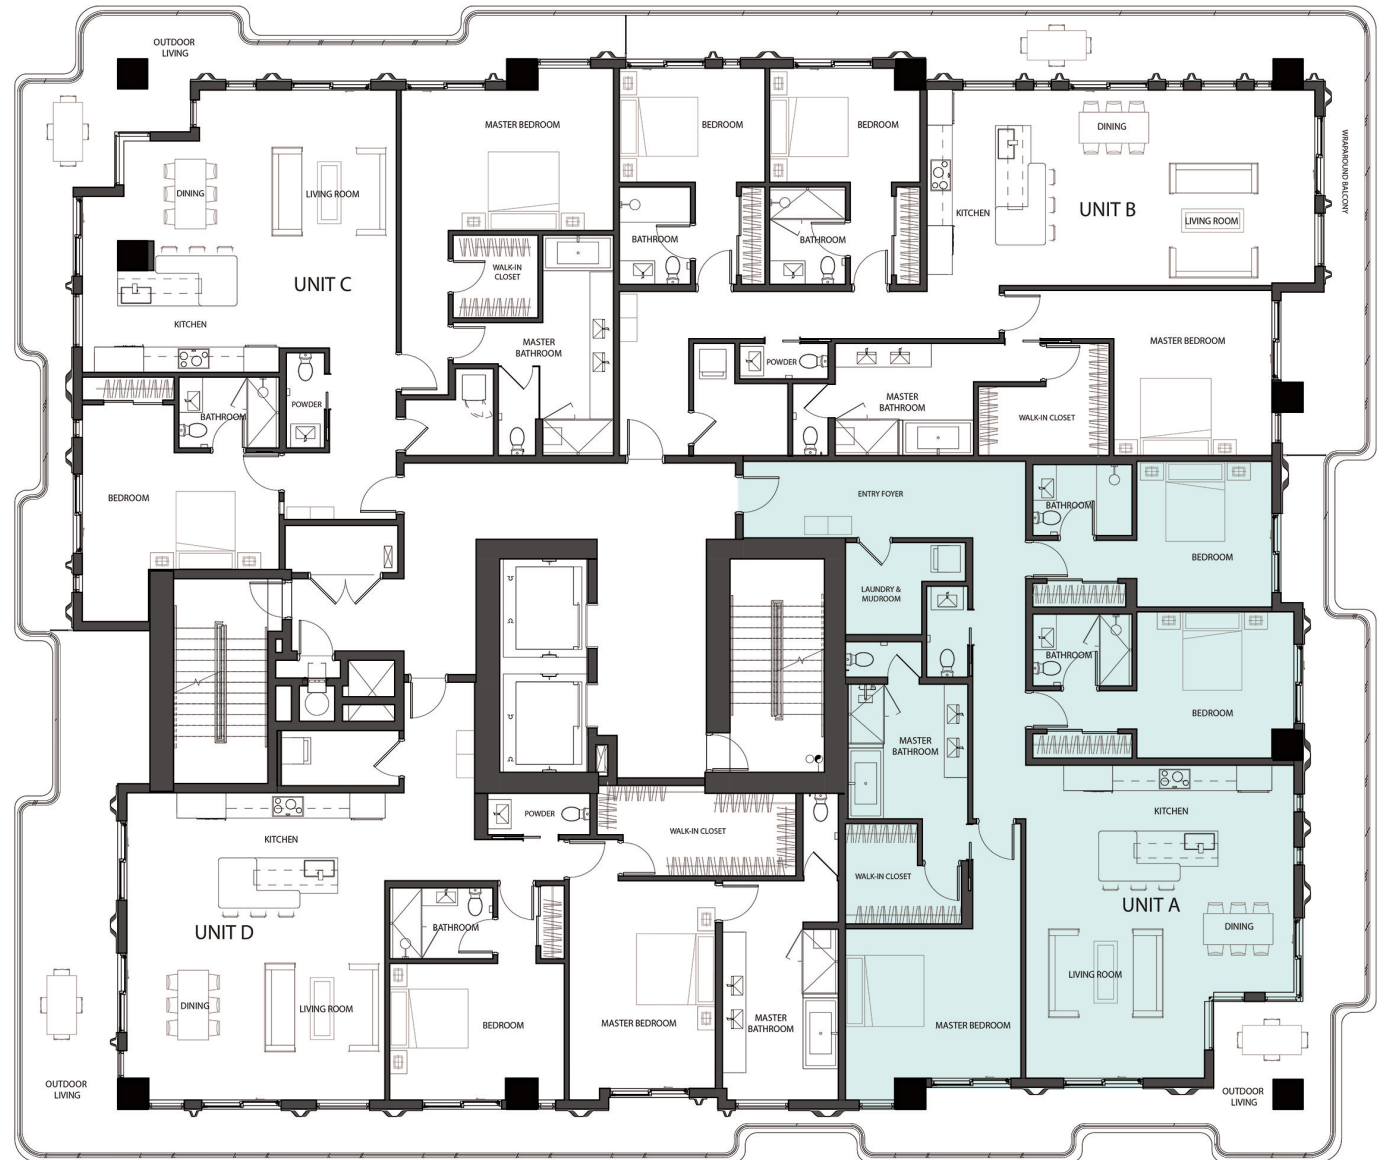 OUTDOOR
LIVING
MASTER BEDROOM
BEDROOM
BEDROOM
DINING
WRAPAROUND BALCONY
DINING
LIVING ROOM
KITCHEN
UNIT B
LIVING ROOM
BATHROOM
BATHROOM
WALK-IN
CLOSET
UNIT C
KITCHEN
MASTER
BATHROOM
POWDER
MASTER BEDROOM
POWDER
BATHROOM
MASTER
BATHROOM
WALK-IN CLOSET
BEDROOM
ENTRY FOYER
BATHROOM
BEDROOM
LAUNDRY &
MUDROOM
BATHROOM
BEDROOM
MASTER
BATHROOM
KITCHEN
POWDER
WALK-IN CLOSET
KITCHEN
WALK-IN CLOSET
UNIT A
DINING
UNIT D
BATHROOM
LIVING ROOM
DINING
LIVING ROOM
BEDROOM
MASTER BEDROOM
MASTER
BATHROOM
MASTER BEDROOM
OUTDOOR
LIVING
OUTDOOR
LIVING